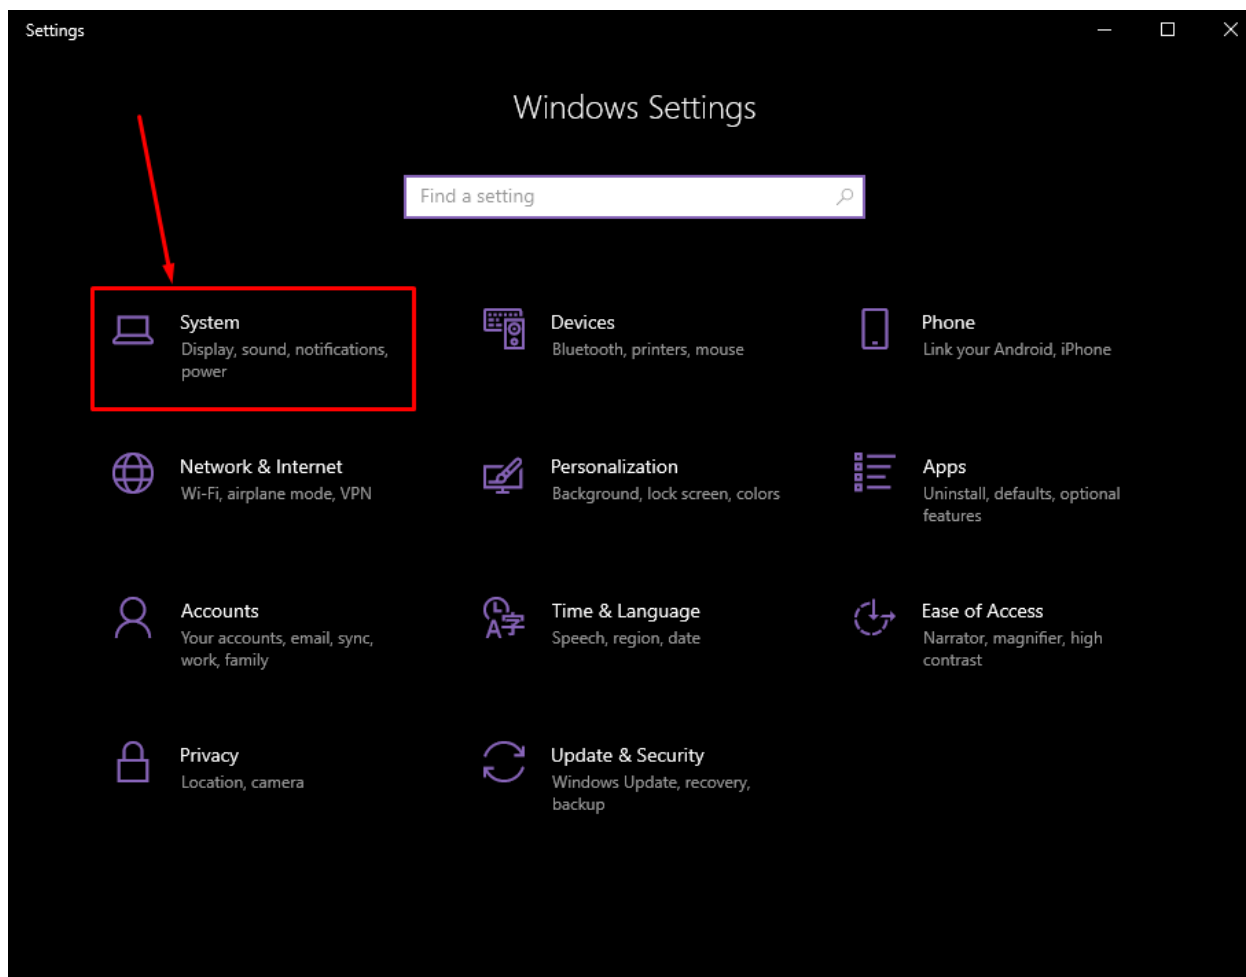 Settings
Windows Settings
Find a setting
System
Display, sound, notifications,
power
Devices
Bluetooth, printers, mouse
Phone
Link your Android, iPhone
Network & Internet
Wi-Fi, airplane mode, VPN
Personalization
Background, lock screen, colors
Apps
Uninstall, defaults, optional
features
Accounts
Your accounts, email, sync,
work, family
Time & Language
Speech, region, date
Ease of Access
Narrator, magnifier, high
contrast
Privacy
Location, camera
Update & Security
Windows Update, recovery,
backup